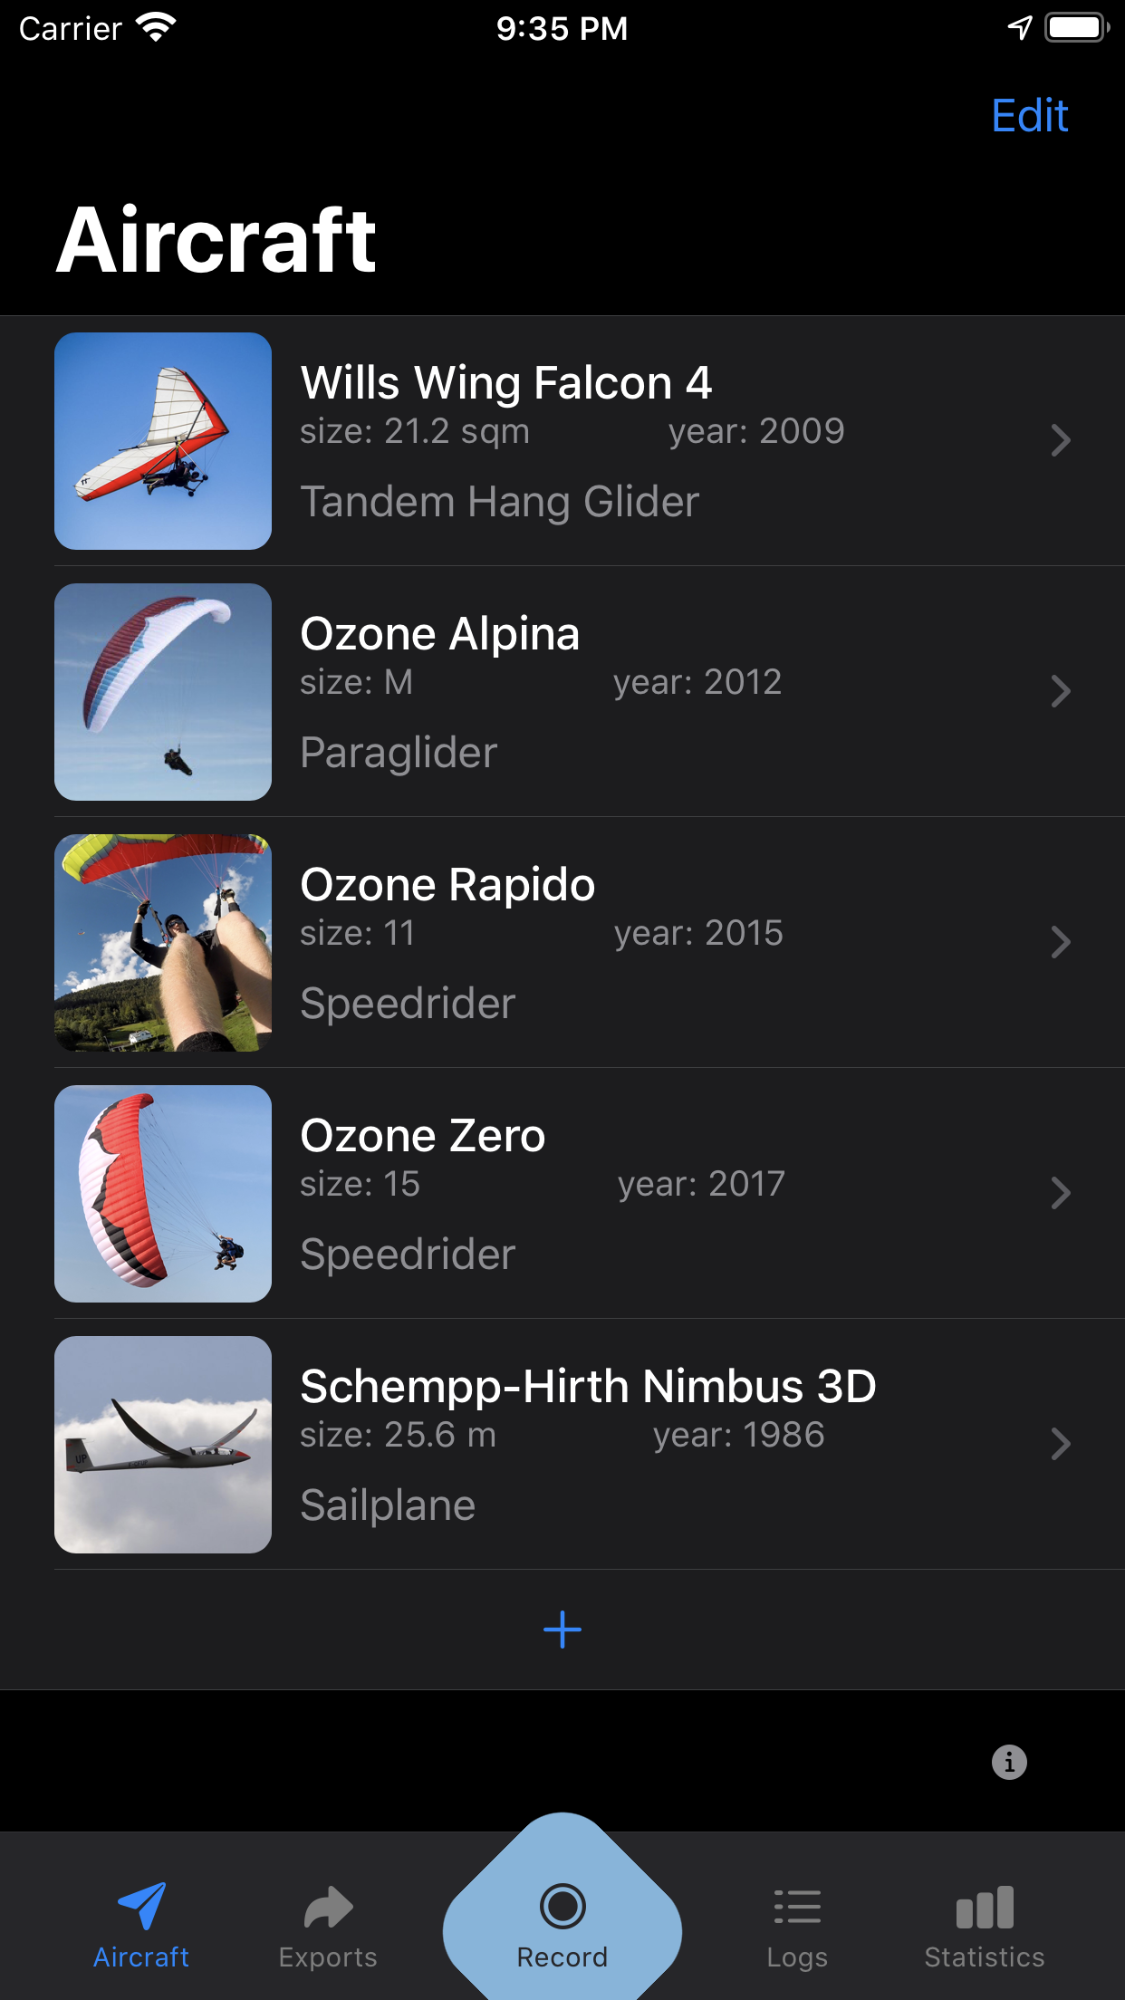 Carrier 9:35 PM
Edit
Aircraft
Wills Wing Falcon 4
size: 21.2 sqm year: 2009
Tandem Hang Glider
Ozone Alpina
size: M year: 2012
Paraglider
Ozone Rapido
size: 11 year: 2015
Speedrider
Ozone Zero
size: 15 year: 2017
Speedrider
Schempp-Hirth Nimbus 3D
size: 25.6 m year: 1986
UP
Sailplane
Aircraft Exports Record Logs Statistics